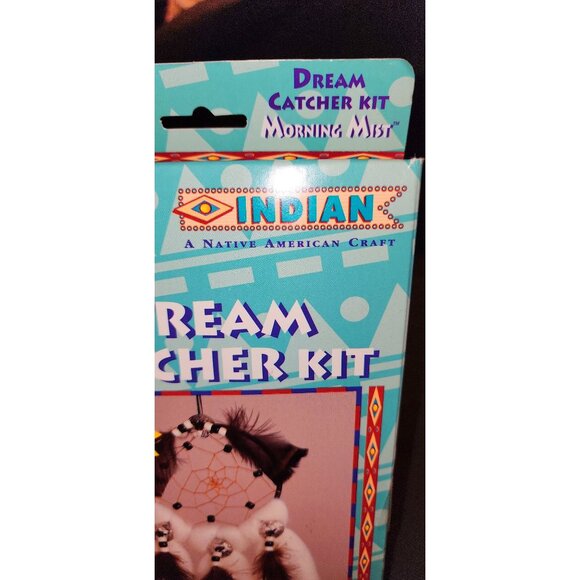 DREAM
CATCHER KIT
MORNING MIST™
INDIAN
A NATIVE AMERICAN CRAFT
REAM
CHER KIT